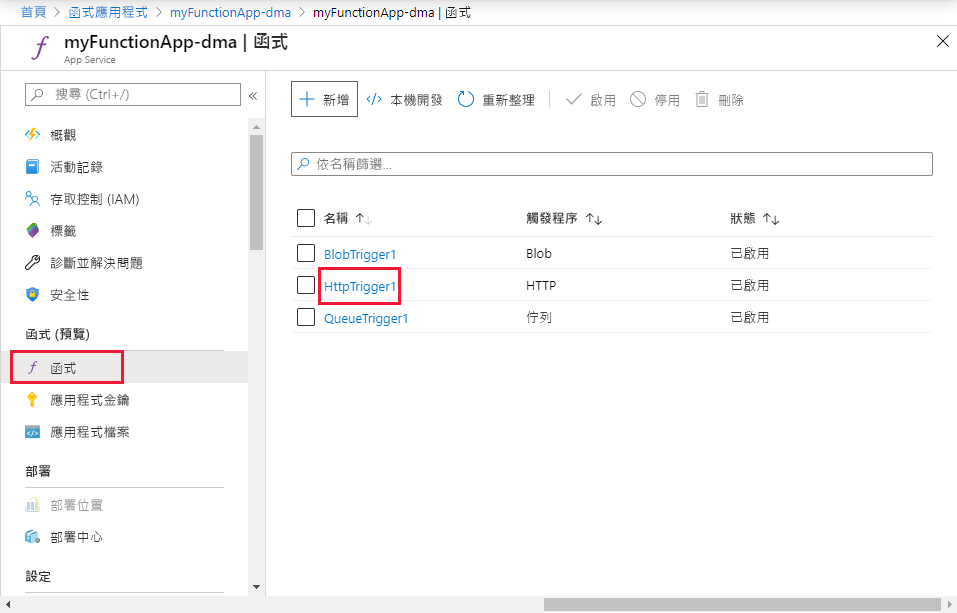 首頁 > 函式應用程式 > myFunctionApp-dma > myFunctionApp-dma | 函式
myFunctionApp-dma | 函式
App Service
搜尋 (Ctrl+/)
概觀
活動記錄
存取控制 (IAM)
標籤
診斷並解決問題
安全性
函式 (預覽)
函式
應用程式金鑰
應用程式檔案
部署
部署位置
部署中心
設定
新增 本機開發 重新整理 啟用 停用 刪除
依名稱篩選...
名稱 觸發程序 狀態
BlobTrigger1 Blob 已啟用
HttpTrigger1 HTTP 已啟用
QueueTrigger1 佇列 已啟用